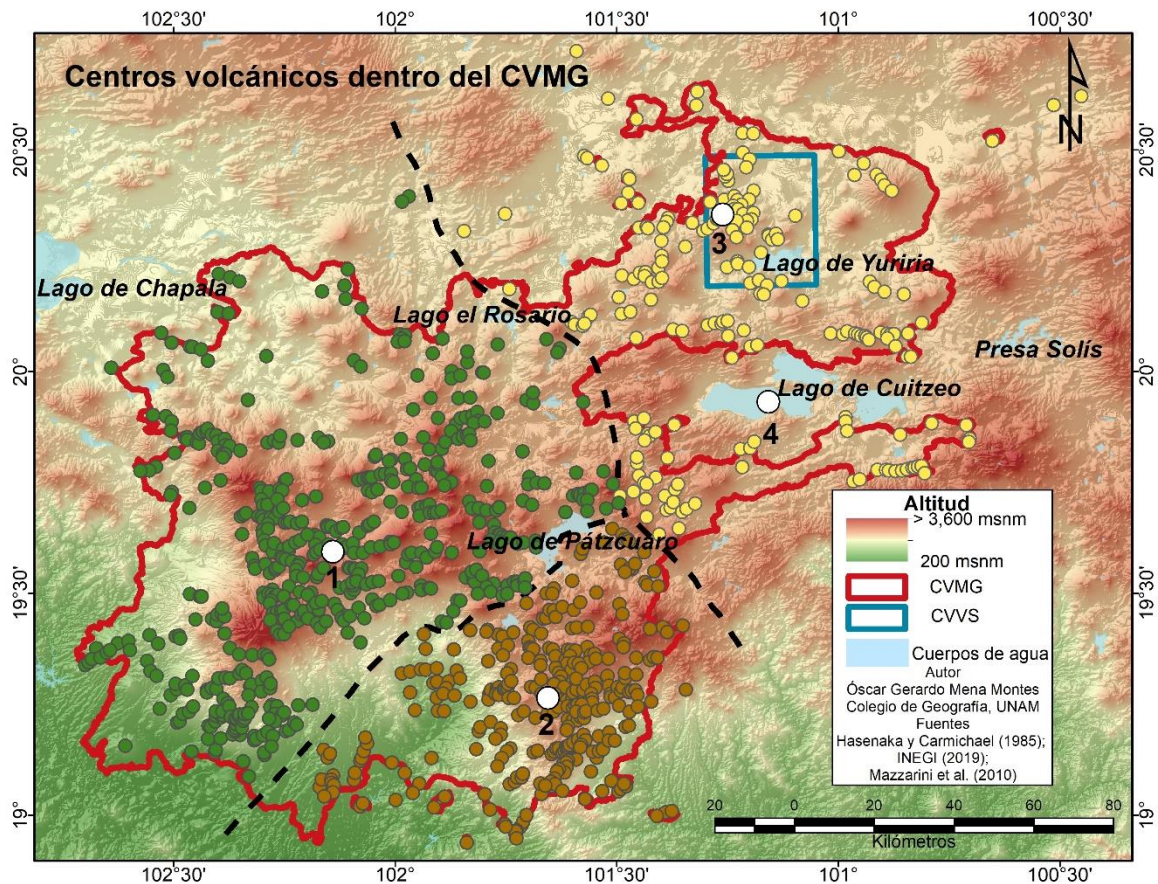 102°30'
102°
101°30'
101°
100°30'
Centros volcánicos dentro del CVMG
N
20°30'
20°30'
3
Lago de Yuriria
Lago de Chapala
Lago el Rosario
Presa Solís
20°
20°
Lago de Cuitzeo
4
Altitud
> 3,600 msnm
200 msnm
CVMG
CVVS
Cuerpos de agua
Autor
Óscar Gerardo Mena Montes
Colegio de Geografía, UNAM
Fuentes
Hasenaka y Carmichael (1985);
INEGI (2019);
Mazzarini et al. (2010)
Lago de Pátzcuaro
1
19°30'
19°30'
2
19°
19°
20 0 20 40 60 80
Kilómetros
102°30'
102°
101°30'
101°
100°30'